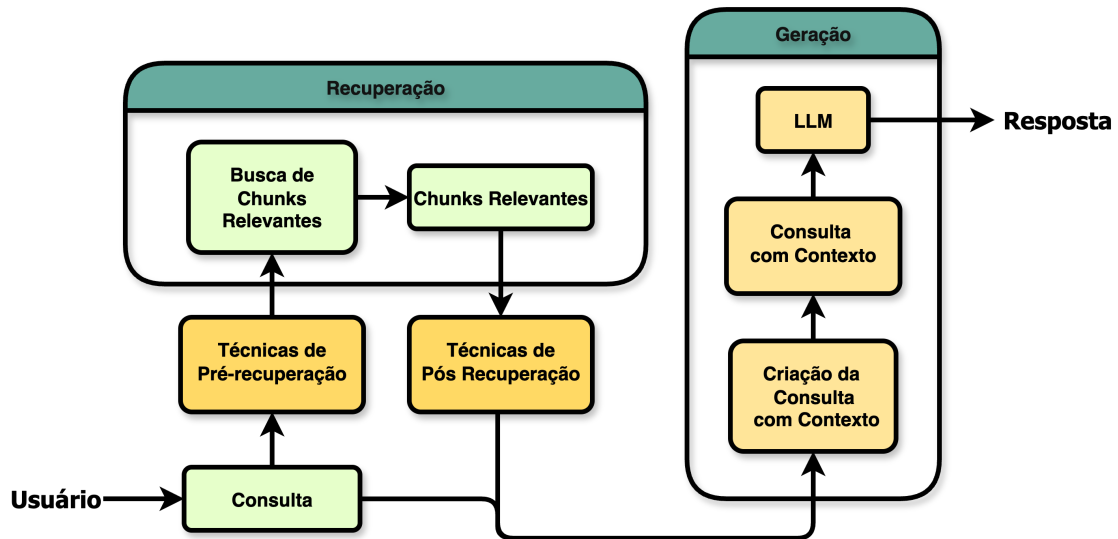 Geração
Recuperação
LLM
Resposta
Busca de
Chunks
Relevantes
Chunks Relevantes
Consulta
com Contexto
Técnicas de
Pré-recuperação
Técnicas de
Pós Recuperação
Criação da
Consulta
com Contexto
Usuário
Consulta